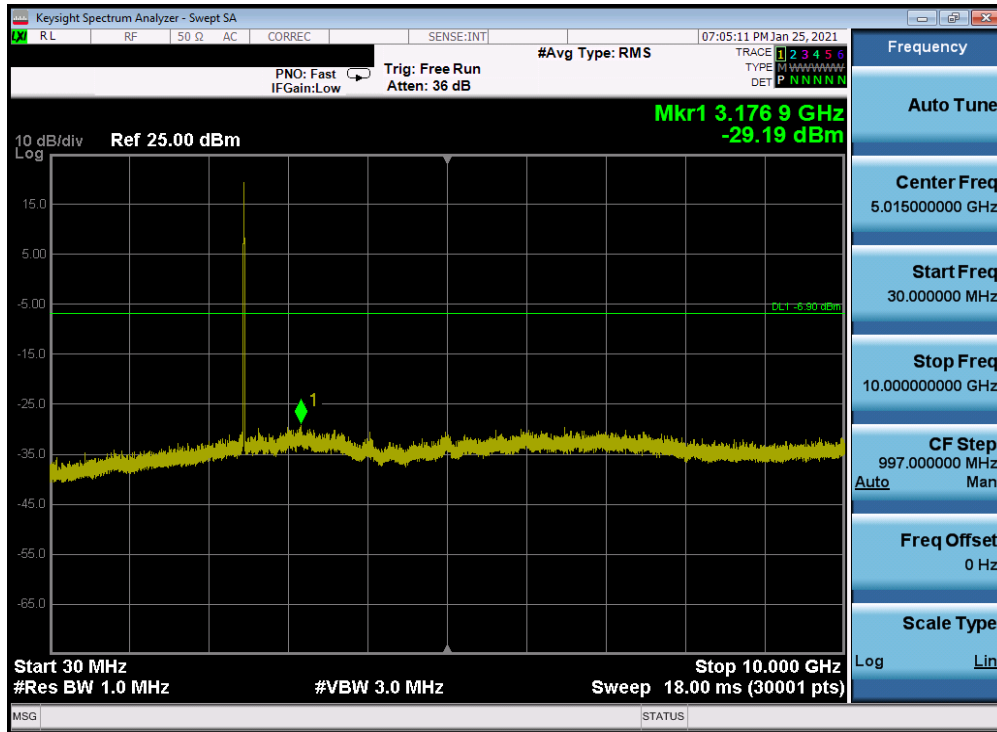 Keysight Spectrum Analyzer - Swept SA
LXI RL RF 50 Ω AC CORREC SENSE:INT 07:05:11 PM Jan 25, 2021
PNO: Fast
IFGain:Low
Trig: Free Run
Atten: 36 dB
#Avg Type: RMS
TRACE 1 2 3 4 5 6
TYPE M WWWWW
DET P N N N N N
Mkr1 3.176 9 GHz
-29.19 dBm
10 dB/div Ref 25.00 dBm
Log
15.0
5.00
-5.00
DL1 -6.90 dBm
-15.0
-25.0
1
-35.0
-45.0
-55.0
-65.0
Start 30 MHz Stop 10.000 GHz
#Res BW 1.0 MHz #VBW 3.0 MHz Sweep 18.00 ms (30001 pts)
MSG STATUS
Frequency
Auto Tune
Center Freq
5.015000000 GHz
Start Freq
30.000000 MHz
Stop Freq
10.000000000 GHz
CF Step
997.000000 MHz
Auto Man
Freq Offset
0 Hz
Scale Type
Log Lin